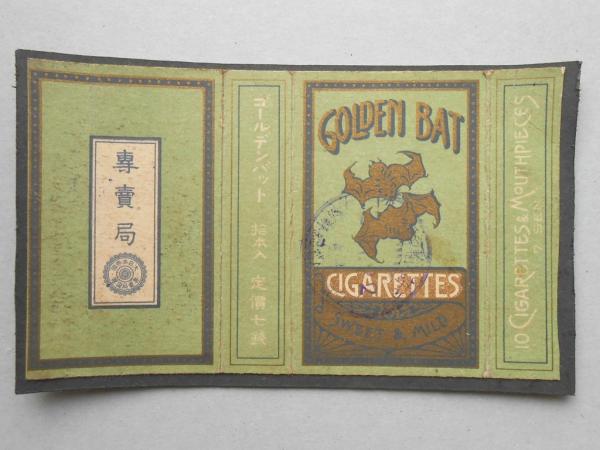 專賣局
ゴールデンバット
拾本入
定價七錢
GOLDEN BAT
CIGARETTES
SWEET & MILD
10 CIGARETTES & MOUTHPIECES
7 SEN